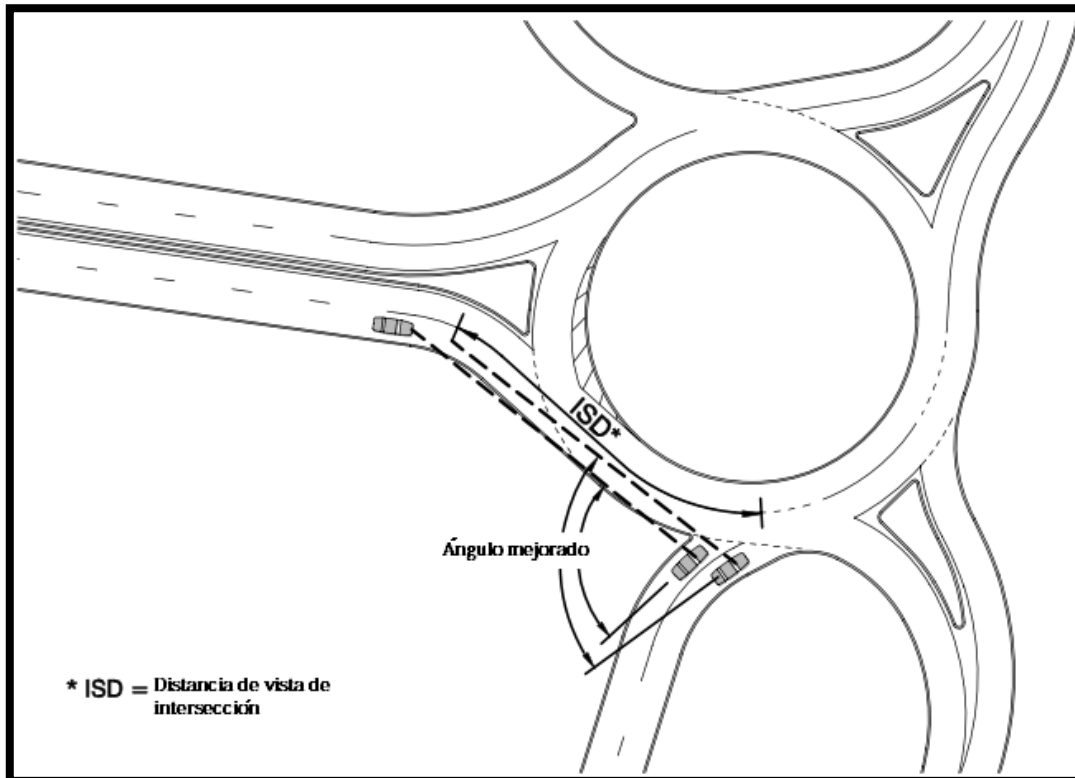 ISD*
Ángulo mejorado
* ISD = Distancia de vista de
intersección